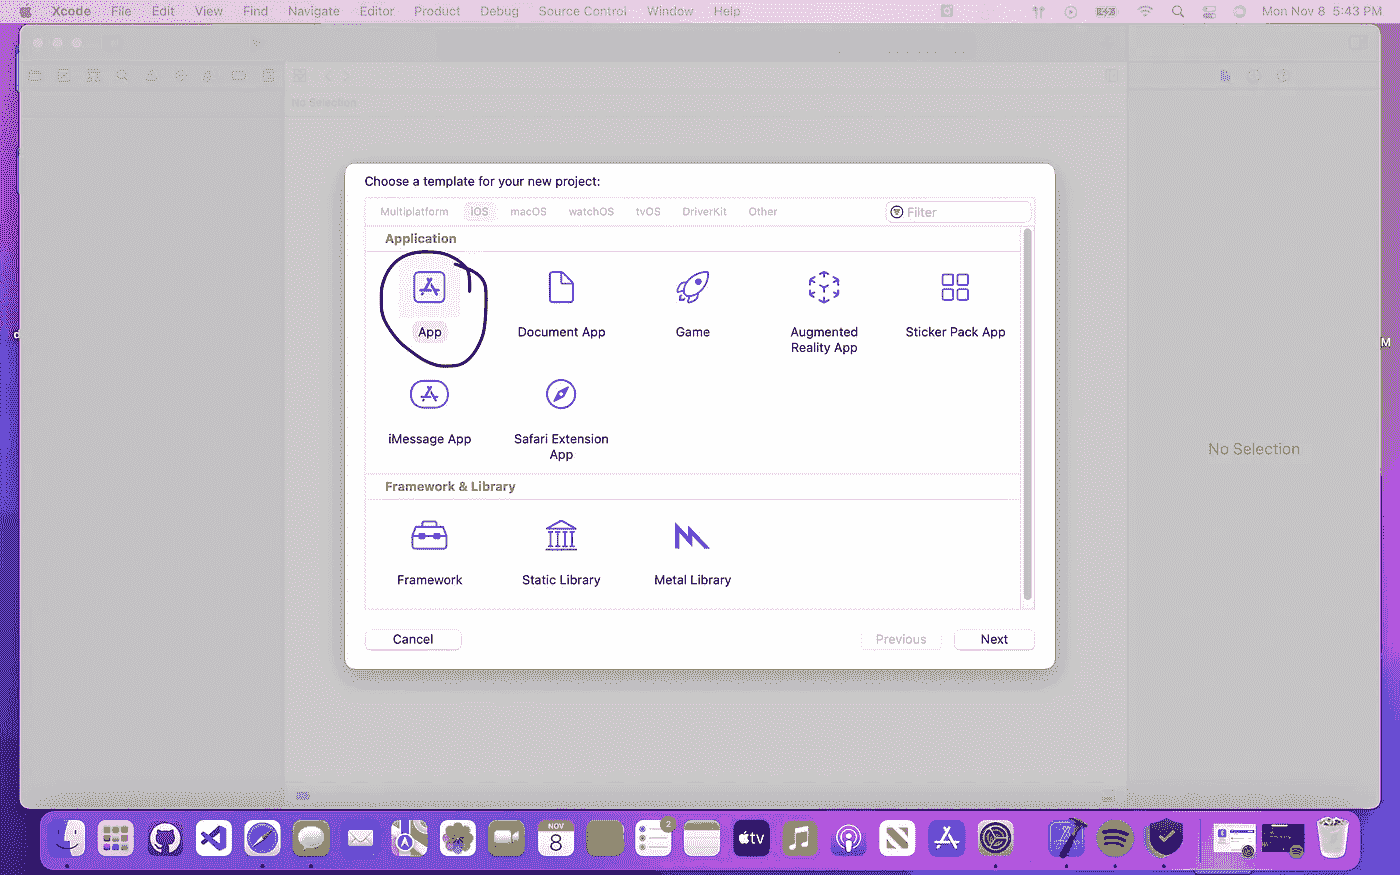 Xcode File Edit View Find Navigate Editor Product Debug Source Control Window Help Mon Nov 8 5:43 PM
No Selection
Choose a template for your new project:
Multiplatform iOS macOS watchOS tvOS DriverKit Other Filter
Application
App Document App Game Augmented Reality App Sticker Pack App
iMessage App Safari Extension App
No Selection
Framework & Library
Framework Static Library Metal Library
Cancel Previous Next
NOV
8
2
tv